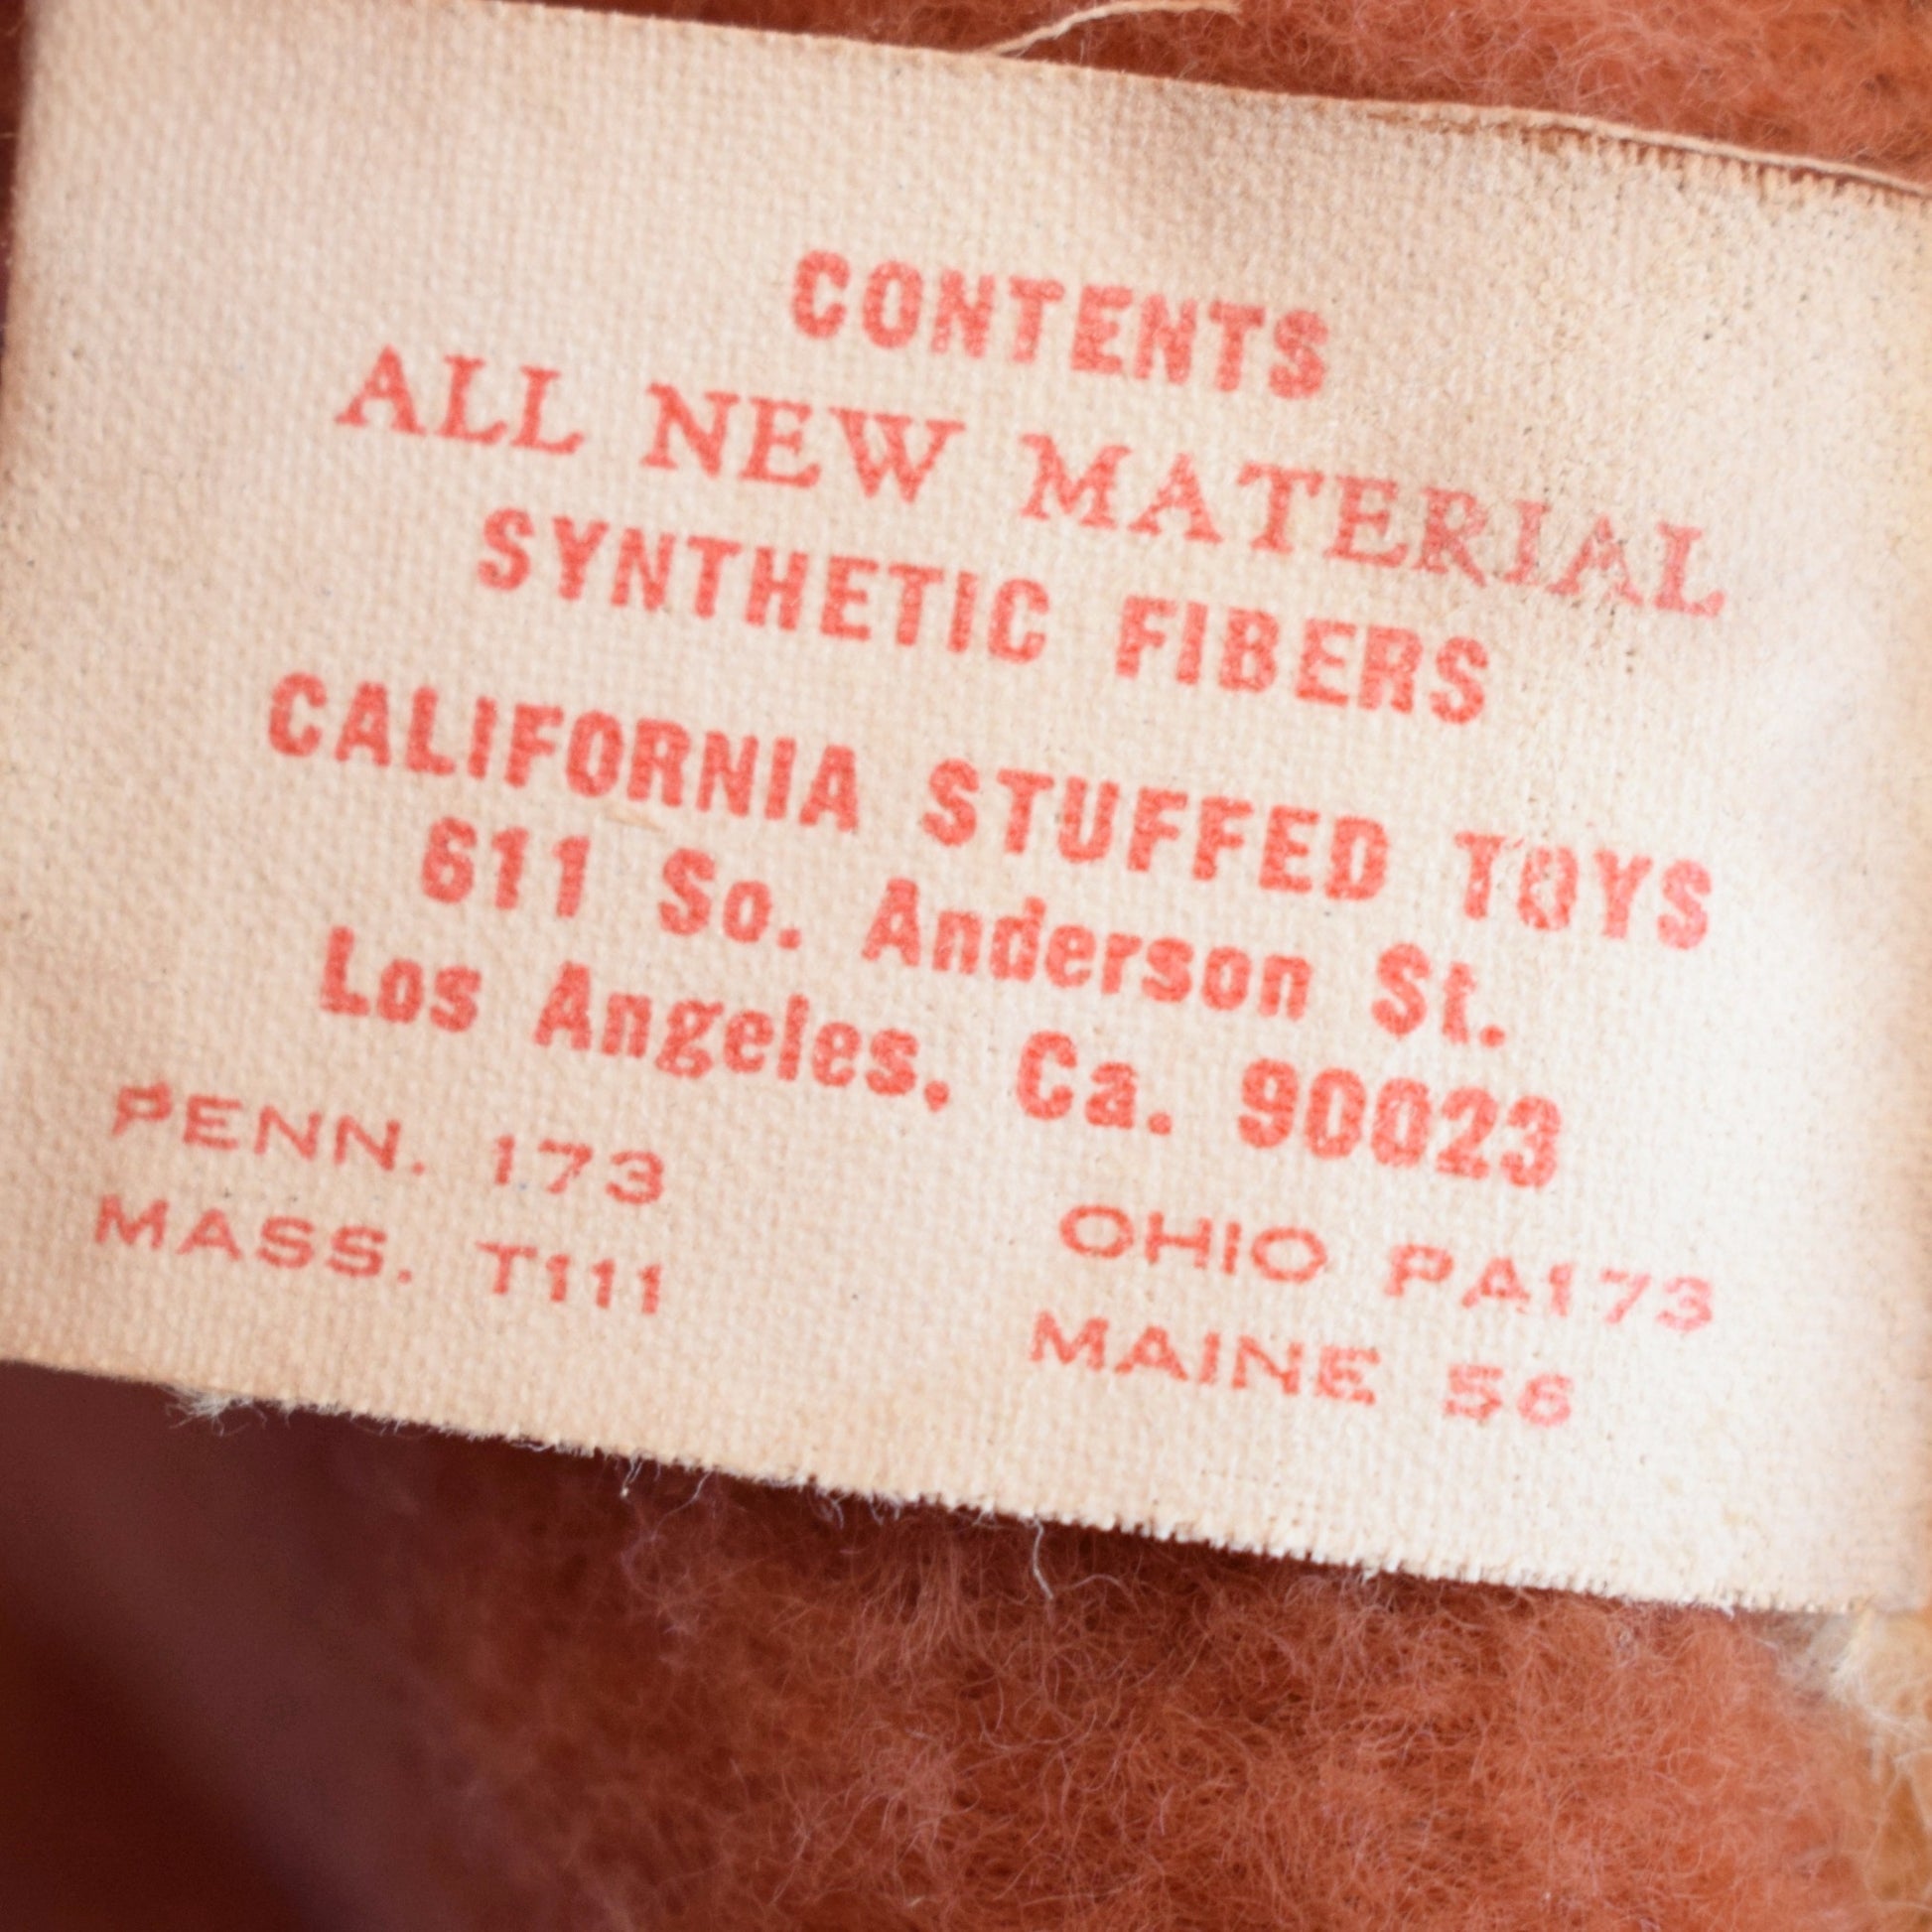 CONTENTS
ALL NEW MATERIAL
SYNTHETIC FIBERS
CALIFORNIA STUFFED TOYS
611 So. Anderson St.
Los Angeles, Ca. 90023
PENN. 173 OHIO PA173
MASS. T111 MAINE 56